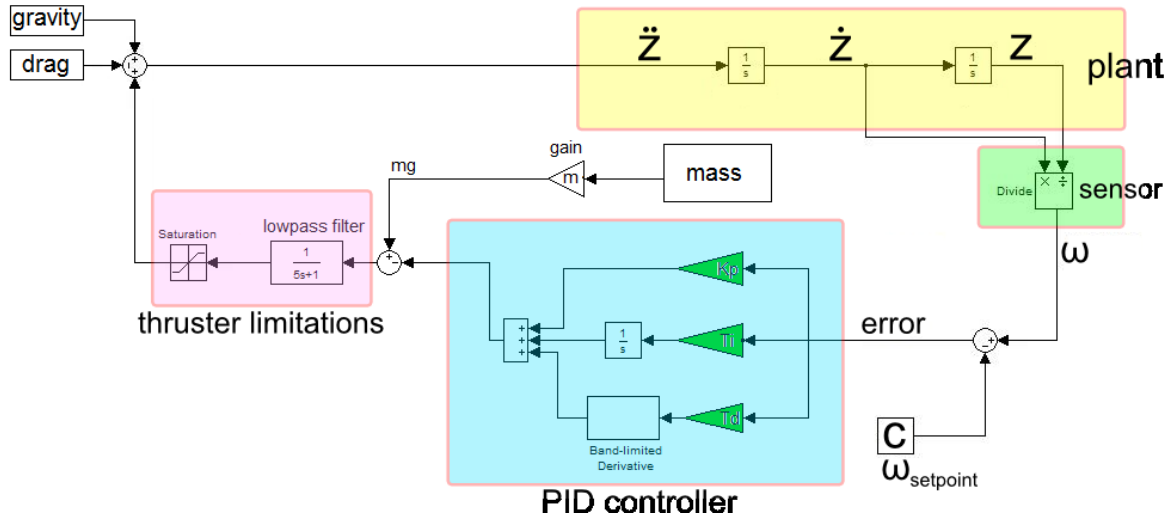 gravity
drag
z̈
1
s
ż
1
s
z
plant
gain
mg
m
mass
Divide
× ÷
sensor
ω
Saturation
lowpass filter
1
5s+1
+
−
thruster limitations
Kp
Ti
Td
1
s
+
+
+
Band-limited
Derivative
PID controller
error
− +
C
ω setpoint